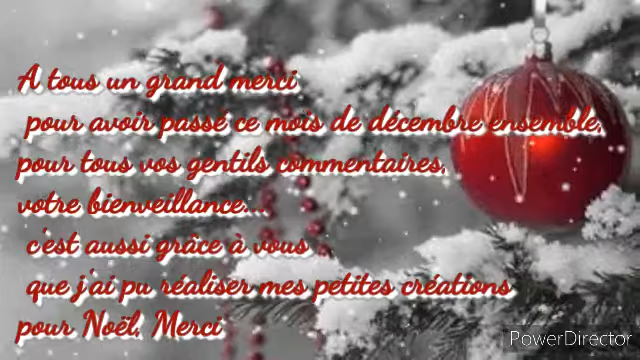 A tous un grand merci
pour avoir passé ce mois de décembre ensemble,
pour tous vos gentils commentaires,
votre bienveillance...
c'est aussi grâce à vous
que j'ai pu réaliser mes petites créations
pour Noël. Merci
PowerDirector